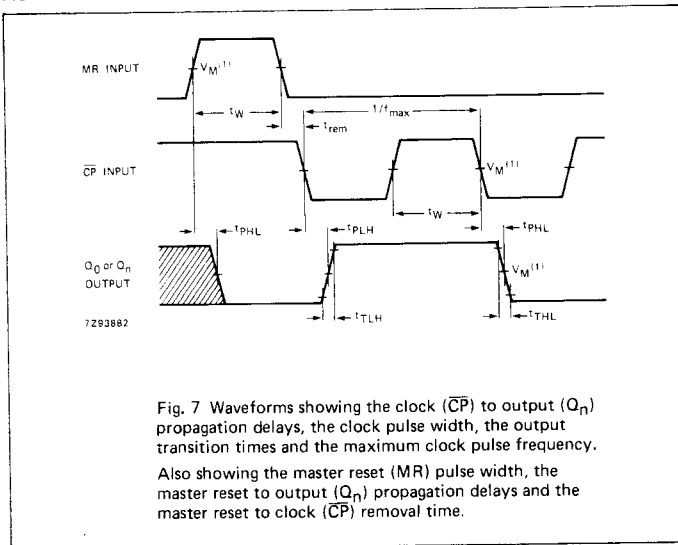 MR INPUT
VM(1)
tW
1/fmax
trem
CP INPUT
VM(1)
tW
tPHL
tPLH
tPHL
Q0 or Qn
OUTPUT
VM(1)
7Z93882
tTLH
tTHL
Fig. 7 Waveforms showing the clock (CP) to output (Qn)
propagation delays, the clock pulse width, the output
transition times and the maximum clock pulse frequency.
Also showing the master reset (MR) pulse width, the
master reset to output (Qn) propagation delays and the
master reset to clock (CP) removal time.